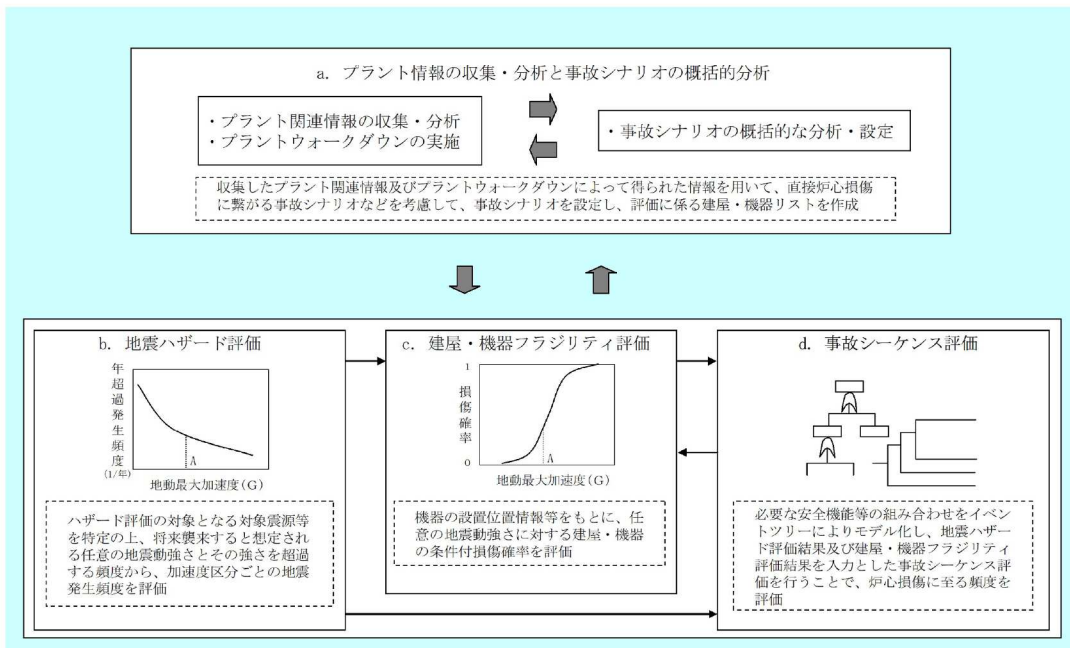 a. プラント情報の収集・分析と事故シナリオの概括的分析
・プラント関連情報の収集・分析
・プラントウォークダウンの実施
・事故シナリオの概括的な分析・設定
収集したプラント関連情報及びプラントウォークダウンによって得られた情報を用いて、直接炉心損傷
に繋がる事故シナリオなどを考慮して、事故シナリオを設定し、評価に係る建屋・機器リストを作成
b. 地震ハザード評価
年超過発生頻度
(1/年)
A
地動最大加速度(G)
ハザード評価の対象となる対象震源等
を特定の上、将来襲来すると想定され
る任意の地震動強さとその強さを超過
する頻度から、加速度区分ごとの地震
発生頻度を評価
c. 建屋・機器フラジリティ評価
1
損傷確率
0
A
地動最大加速度(G)
機器の設置位置情報等をもとに、任
意の地震動強さに対する建屋・機器
の条件付損傷確率を評価
d. 事故シーケンス評価
必要な安全機能等の組み合わせをイベン
トツリーによりモデル化し、地震ハザー
ド評価結果及び建屋・機器フラジリティ
評価結果を入力とした事故シーケンス評
価を行うことで、炉心損傷に至る頻度を
評価